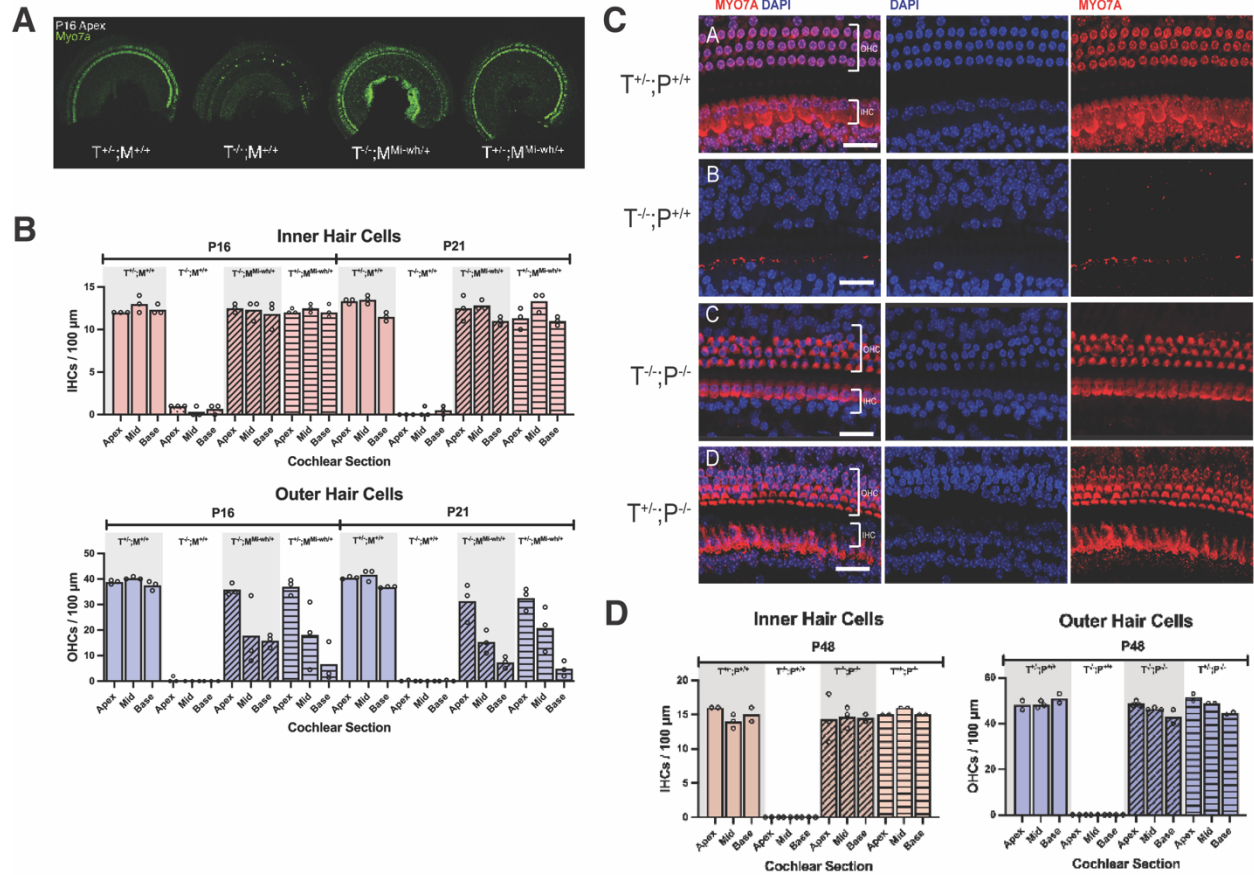 A
P16 Apex
Myo7a
T+/-;M+/+
T-/-;M+/+
T-/-;MMi-wh/+
T+/-;MMi-wh/+
B
Inner Hair Cells
P16
P21
T+/-;M+/+
T-/-;M+/+
T-/-;MMi-wh/+
T+/-;MMi-wh/+
T+/-;M+/+
T-/-;M+/+
T-/-;MMi-wh/+
T+/-;MMi-wh/+
15
10
5
0
IHCs / 100 µm
Apex Mid Base Apex Mid Base Apex Mid Base Apex Mid Base Apex Mid Base Apex Mid Base Apex Mid Base Apex Mid Base
Cochlear Section
Outer Hair Cells
P16
P21
T+/-;M+/+
T-/-;M+/+
T-/-;MMi-wh/+
T+/-;MMi-wh/+
T+/-;M+/+
T-/-;M+/+
T-/-;MMi-wh/+
T+/-;MMi-wh/+
50
40
30
20
10
0
OHCs / 100 µm
Apex Mid Base Apex Mid Base Apex Mid Base Apex Mid Base Apex Mid Base Apex Mid Base Apex Mid Base Apex Mid Base
Cochlear Section
C
MYO7A DAPI
DAPI
MYO7A
T+/-;P+/+
A
OHC
IHC
T-/-;P+/+
B
T-/-;P-/-
C
OHC
IHC
T+/-;P-/-
D
OHC
IHC
D
Inner Hair Cells
P48
20
15
10
5
0
IHCs / 100 µm
Apex Mid Base Apex Mid Base Apex Mid Base Apex Mid Base
Cochlear Section
Outer Hair Cells
P48
T+/-;P+/+
T-/-;P+/+
T-/-;P-/-
T+/-;P-/-
60
40
20
0
OHCs / 100 µm
Apex Mid Base Apex Mid Base Apex Mid Base Apex Mid Base
Cochlear Section